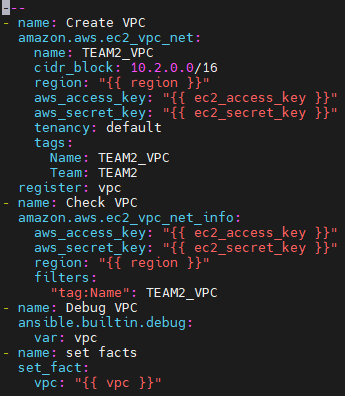 ---
- name: Create VPC
  amazon.aws.ec2_vpc_net:
    name: TEAM2_VPC
    cidr_block: 10.2.0.0/16
    region: "{{ region }}"
    aws_access_key: "{{ ec2_access_key }}"
    aws_secret_key: "{{ ec2_secret_key }}"
    tenancy: default
    tags:
      Name: TEAM2_VPC
      Team: TEAM2
  register: vpc
- name: Check VPC
  amazon.aws.ec2_vpc_net_info:
    aws_access_key: "{{ ec2_access_key }}"
    aws_secret_key: "{{ ec2_secret_key }}"
    region: "{{ region }}"
    filters:
      "tag:Name": TEAM2_VPC
- name: Debug VPC
  ansible.builtin.debug:
    var: vpc
- name: set facts
  set_fact:
    vpc: "{{ vpc }}"